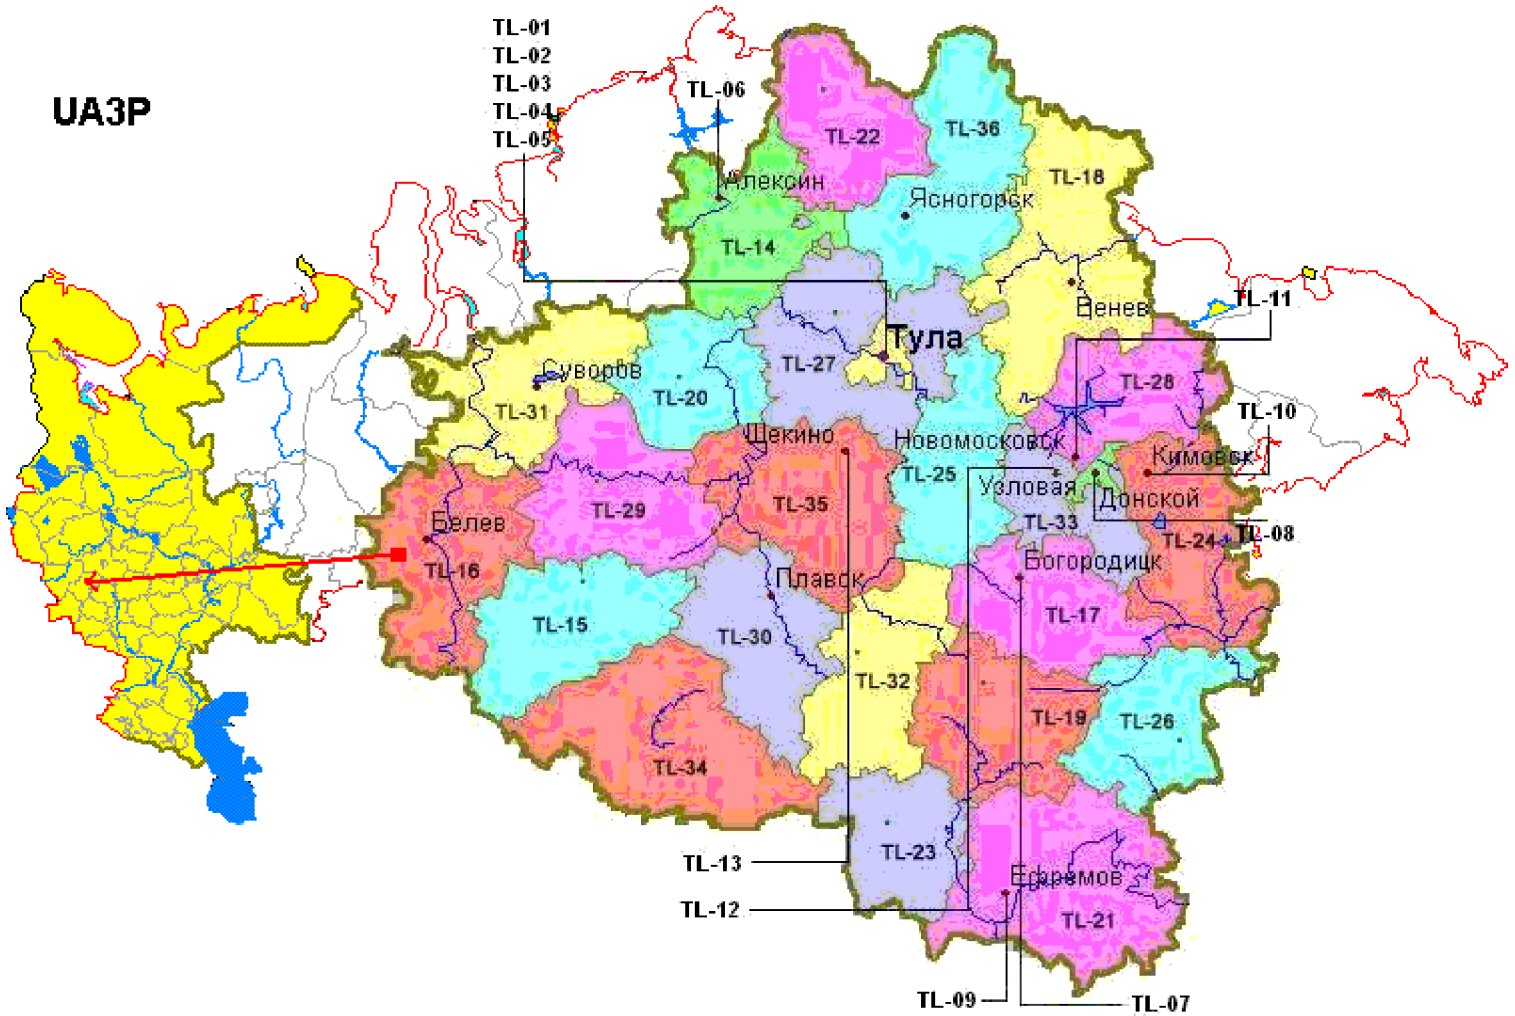 TL-01
TL-02
TL-03
TL-04
TL-05
TL-06
UA3P
TL-22
TL-36
TL-18
Алексин
Ясногорск
TL-14
Венев
TL-11
Тула
TL-27
Суворов
TL-20
TL-31
TL-28
TL-10
Щекино
Новомосковск
Кимовск
TL-25
Узловая
Донской
TL-35
TL-29
Белев
TL-33
TL-24
TL-08
TL-16
Богородицк
Плавск
TL-17
TL-15
TL-30
TL-32
TL-19
TL-26
TL-34
TL-23
TL-13
Ефремов
TL-12
TL-21
TL-09
TL-07